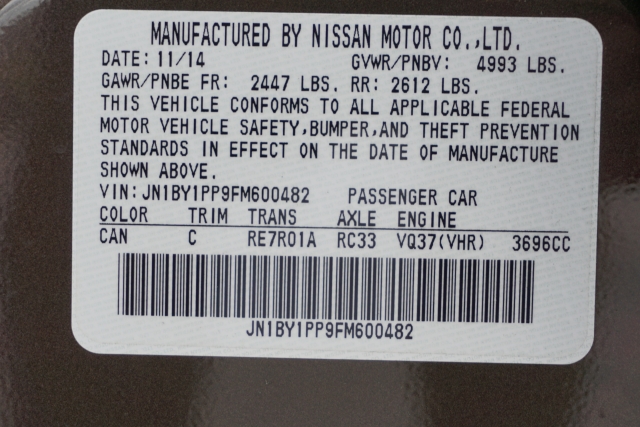 MANUFACTURED BY NISSAN MOTOR CO.,LTD.
DATE: 11/14 GVWR/PNBV: 4993 LBS.
GAWR/PNBE FR: 2447 LBS. RR: 2612 LBS.
THIS VEHICLE CONFORMS TO ALL APPLICABLE FEDERAL
MOTOR VEHICLE SAFETY,BUMPER,AND THEFT PREVENTION
STANDARDS IN EFFECT ON THE DATE OF MANUFACTURE
SHOWN ABOVE.
VIN: JN1BY1PP9FM600482 PASSENGER CAR
COLOR TRIM TRANS AXLE ENGINE
CAN C RE7R01A RC33 VQ37(VHR) 3696CC
JN1BY1PP9FM600482